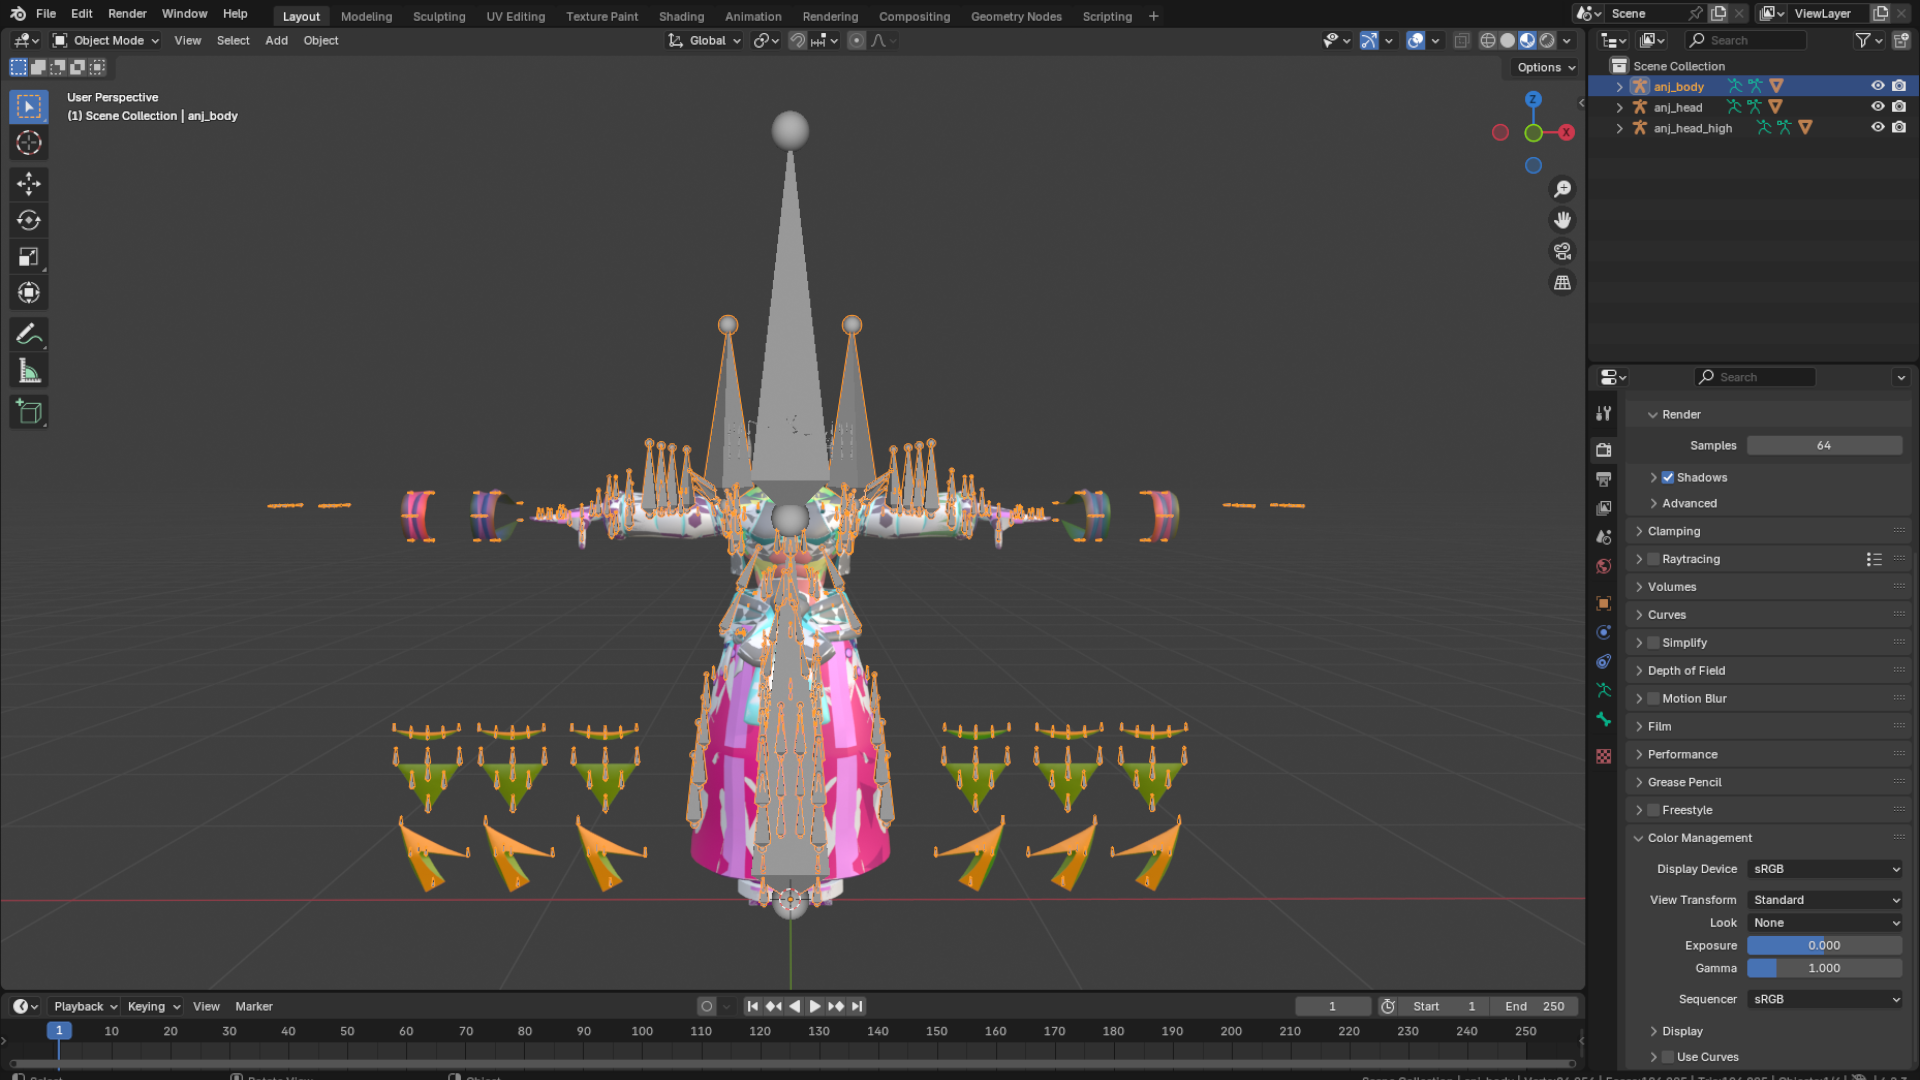 File Edit Render Window Help Layout Modeling Sculpting UV Editing Texture Paint Shading Animation Rendering Compositing Geometry Nodes Scripting + Scene ViewLayer
Object Mode View Select Add Object Global Search
Options
User Perspective
(1) Scene Collection | anj_body
Z
X
Scene Collection
anj_body
anj_head
anj_head_high
Search
Render
Samples 64
Shadows
Advanced
Clamping
Raytracing
Volumes
Curves
Simplify
Depth of Field
Motion Blur
Film
Performance
Grease Pencil
Freestyle
Color Management
Display Device sRGB
View Transform Standard
Look None
Exposure 0.000
Gamma 1.000
Sequencer sRGB
Display
Use Curves
Playback Keying View Marker 1 Start 1 End 250
1 10 20 30 40 50 60 70 80 90 100 110 120 130 140 150 160 170 180 190 200 210 220 230 240 250